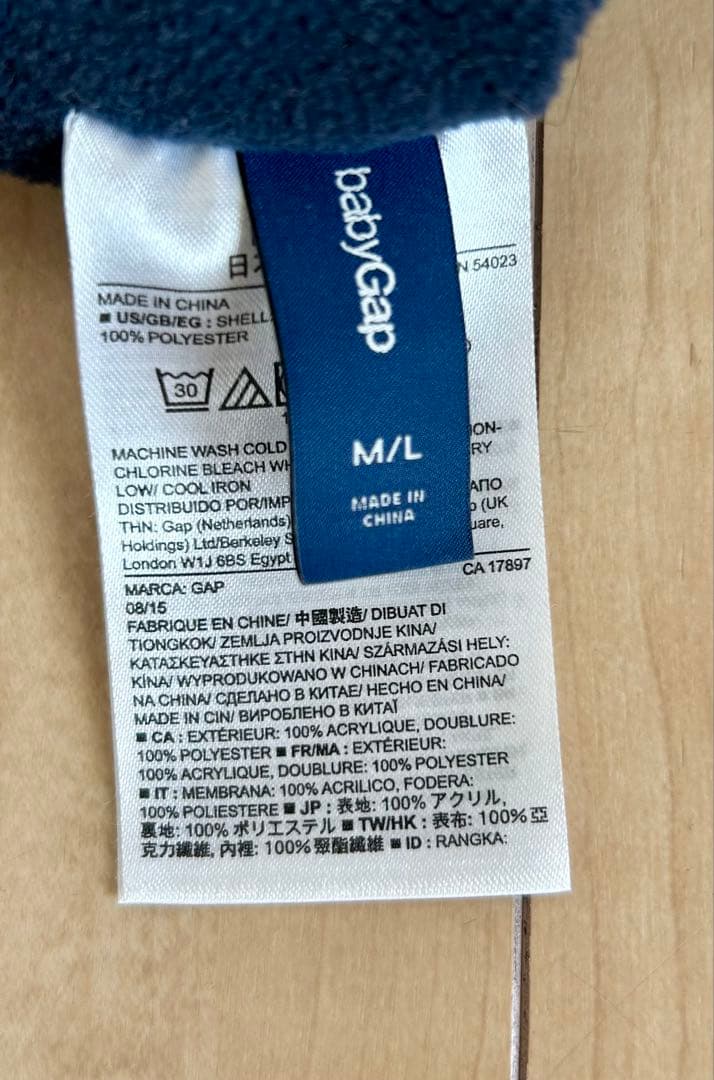 babyGap
M/L
MADE IN
CHINA
N 54023
MADE IN CHINA
■ US/GB/EG : SHELL:
100% POLYESTER
30
MACHINE WASH COLD ION-
CHLORINE BLEACH WH RY
LOW/ COOL IRON
DISTRIBUIDO POR/IMP АПО
THN: Gap (Netherlands) (UK
Holdings) Ltd/Berkeley S uare,
London W1J 6BS Egypt
CA 17897
MARCA: GAP
08/15
FABRIQUE EN CHINE/ 中國製造/ DIBUAT DI
TIONGKOK/ ZEMLJA PROIZVODNJE KINA/
ΚΑΤΑΣΚΕΥΑΣΤΗΚΕ ΣΤΗΝ ΚΙΝΑ/ SZÁRMAZÁSI HELY:
KÍNA/ WYPRODUKOWANO W CHINACH/ FABRICADO
NA CHINA/ СДЕЛАНО В КИТАЕ/ HECHO EN CHINA/
MADE IN CIN/ ВИРОБЛЕНО В КИТАЇ
■ CA : EXTÉRIEUR: 100% ACRYLIQUE, DOUBLURE:
100% POLYESTER ■ FR/MA : EXTÉRIEUR:
100% ACRYLIQUE, DOUBLURE: 100% POLYESTER
■ IT : MEMBRANA: 100% ACRILICO, FODERA:
100% POLIESTERE ■ JP : 表地: 100% アクリル,
裏地: 100% ポリエステル ■ TW/HK : 表布: 100% 亞
克力纖維, 內裡: 100% 聚酯纖維 ■ ID : RANGKA: